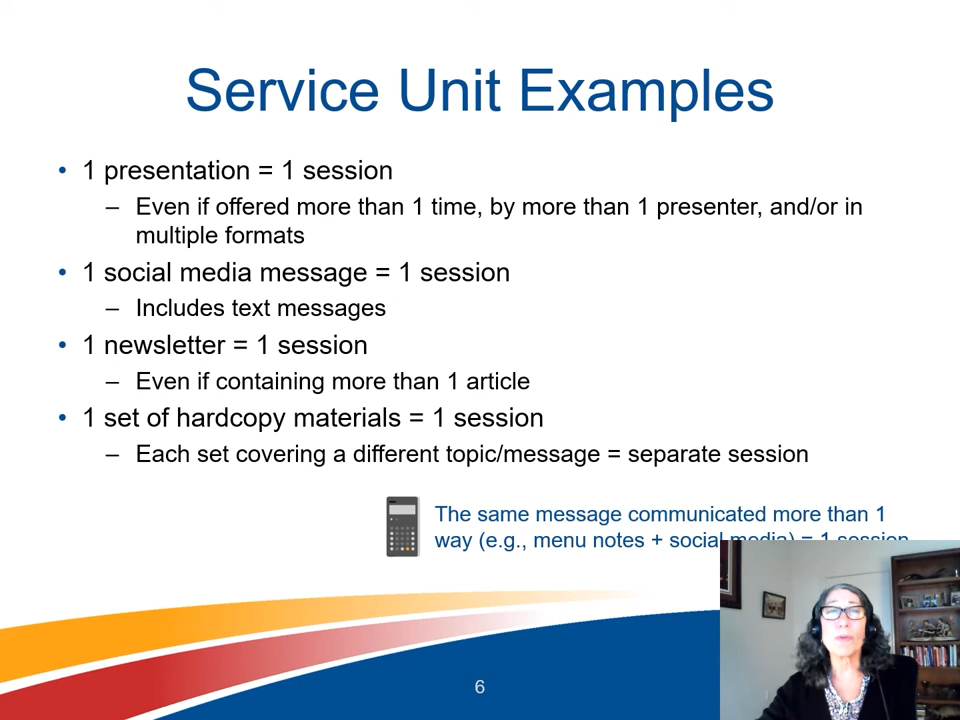 Service Unit Examples
• 1 presentation = 1 session
– Even if offered more than 1 time, by more than 1 presenter, and/or in
multiple formats
• 1 social media message = 1 session
– Includes text messages
• 1 newsletter = 1 session
– Even if containing more than 1 article
• 1 set of hardcopy materials = 1 session
– Each set covering a different topic/message = separate session
The same message communicated more than 1
way (e.g., menu notes + social media) = 1 session
6